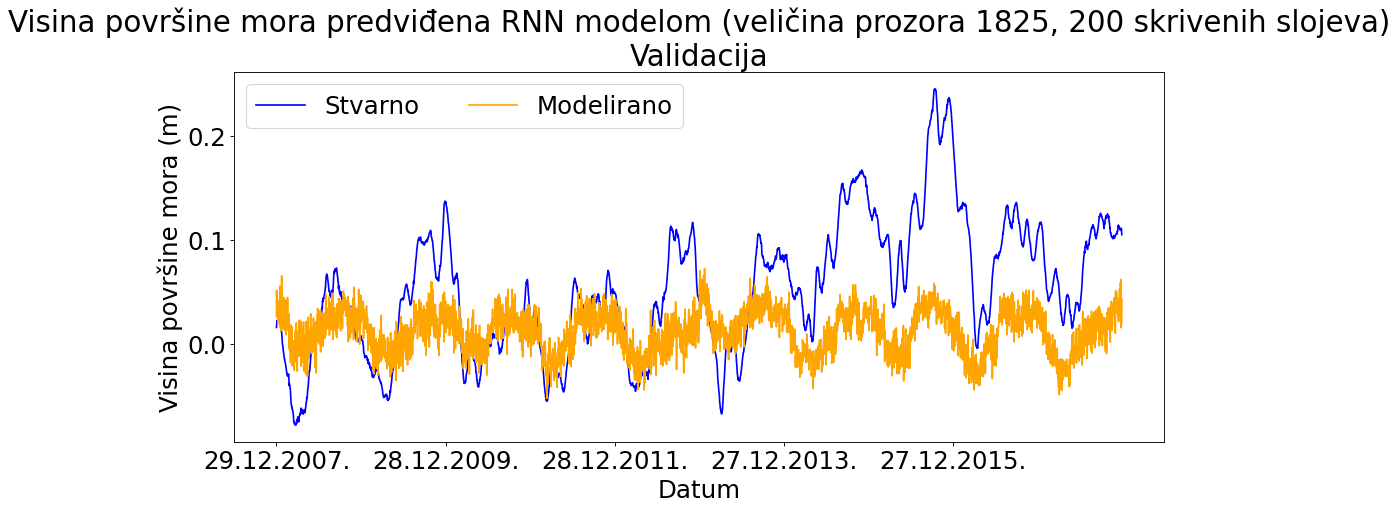 Visina površine mora predviđena RNN modelom (veličina prozora 1825, 200 skrivenih slojeva)
Validacija
Stvarno
Modelirano
Visina površine mora (m)
0.2
0.1
0.0
29.12.2007.
28.12.2009.
28.12.2011.
27.12.2013.
27.12.2015.
Datum